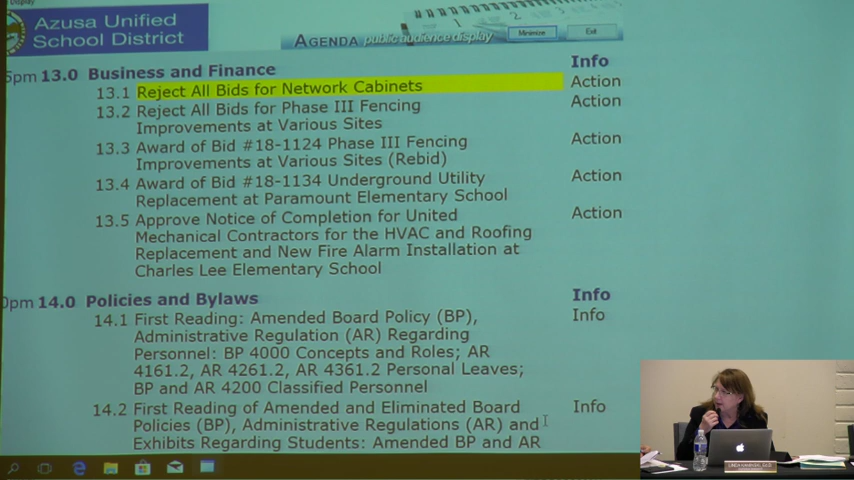 Display
Azusa Unified
School District
1 2 3
AGENDA public audience display
Minimize Exit
5pm 13.0 Business and Finance Info
13.1 Reject All Bids for Network Cabinets Action
13.2 Reject All Bids for Phase III Fencing Action
Improvements at Various Sites
13.3 Award of Bid #18-1124 Phase III Fencing Action
Improvements at Various Sites (Rebid)
13.4 Award of Bid #18-1134 Underground Utility Action
Replacement at Paramount Elementary School
13.5 Approve Notice of Completion for United Action
Mechanical Contractors for the HVAC and Roofing
Replacement and New Fire Alarm Installation at
Charles Lee Elementary School
0pm 14.0 Policies and Bylaws Info
14.1 First Reading: Amended Board Policy (BP), Info
Administrative Regulation (AR) Regarding
Personnel: BP 4000 Concepts and Roles; AR
4161.2, AR 4261.2, AR 4361.2 Personal Leaves;
BP and AR 4200 Classified Personnel
14.2 First Reading of Amended and Eliminated Board Info
Policies (BP), Administrative Regulations (AR) and
Exhibits Regarding Students: Amended BP and AR